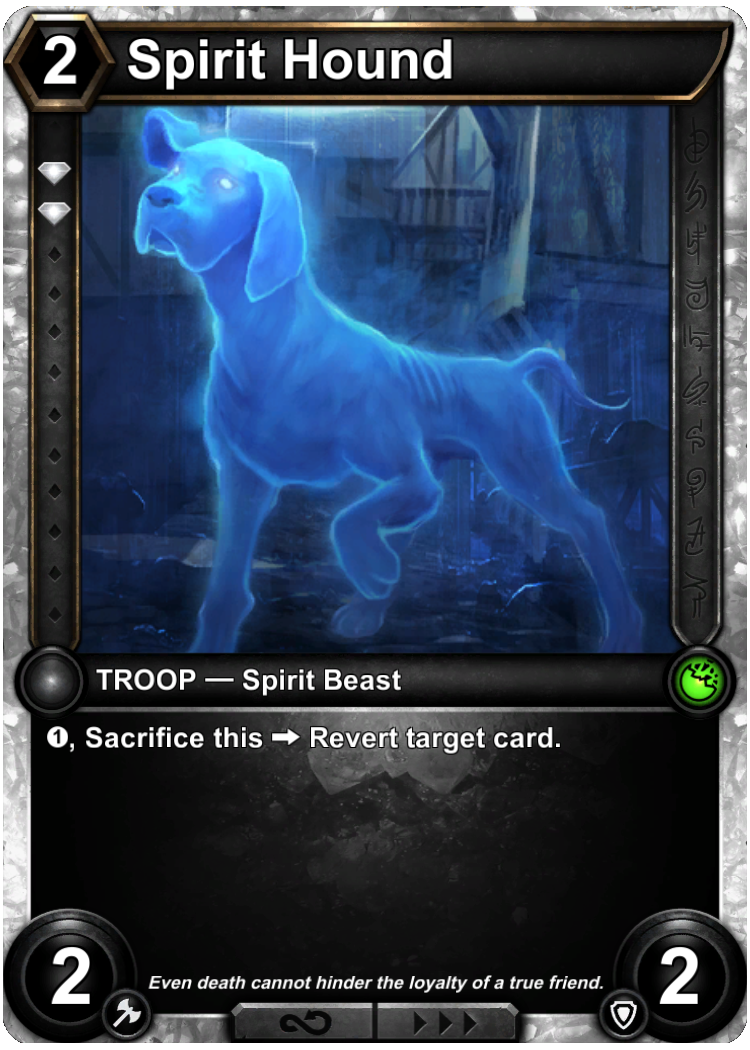 2 Spirit Hound
TROOP — Spirit Beast
❶, Sacrifice this ➡ Revert target card.
Even death cannot hinder the loyalty of a true friend.
2 2